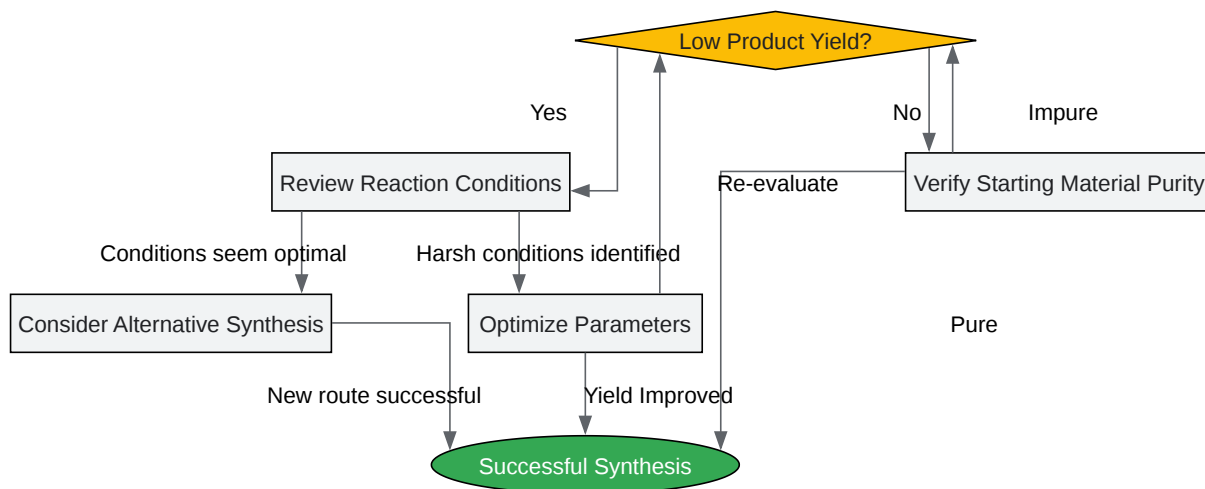 Low Product Yield?
Yes
No
Impure
Review Reaction Conditions
Re-evaluate
Verify Starting Material Purity
Conditions seem optimal
Harsh conditions identified
Consider Alternative Synthesis
Optimize Parameters
Pure
New route successful
Yield Improved
Successful Synthesis